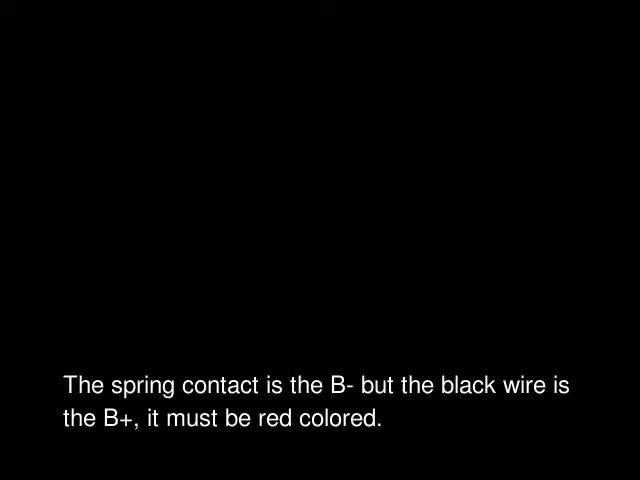 The spring contact is the B- but the black wire is
the B+, it must be red colored.